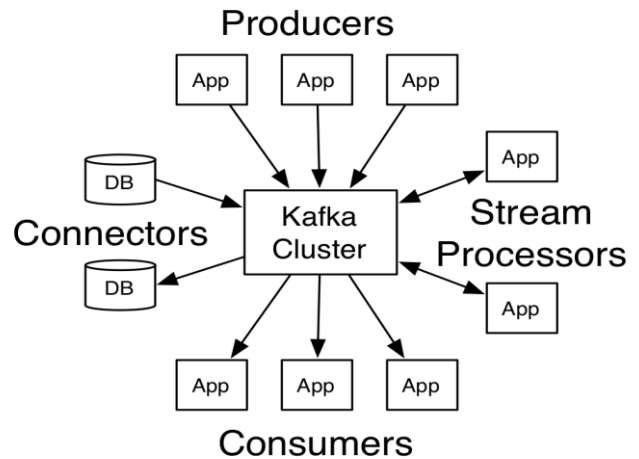 Producers
App
App
App
DB
App
Connectors
Kafka
Cluster
Stream
Processors
DB
App
App
App
App
Consumers